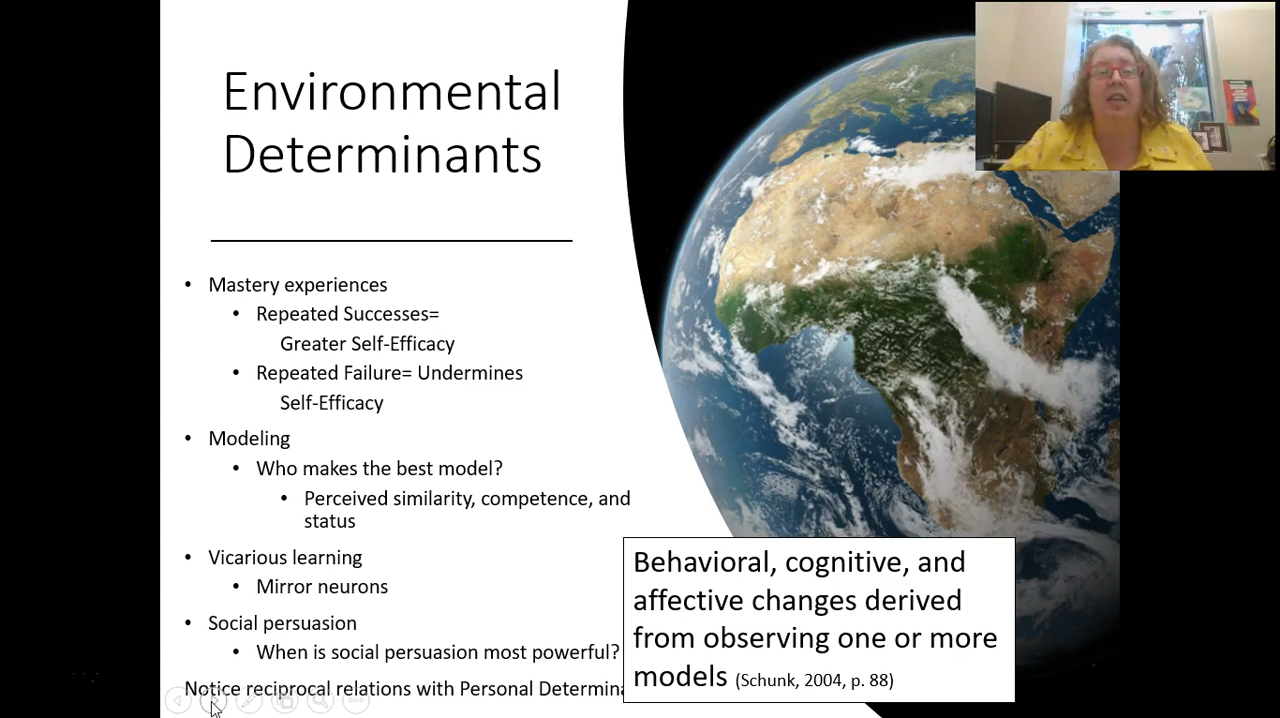 Environmental
Determinants
• Mastery experiences
• Repeated Successes=
Greater Self-Efficacy
• Repeated Failure= Undermines
Self-Efficacy
• Modeling
• Who makes the best model?
• Perceived similarity, competence, and
status
• Vicarious learning
• Mirror neurons
• Social persuasion
• When is social persuasion most powerful?
Notice reciprocal relations with Personal
Behavioral, cognitive, and
affective changes derived
from observing one or more
models (Schunk, 2004, p. 88)